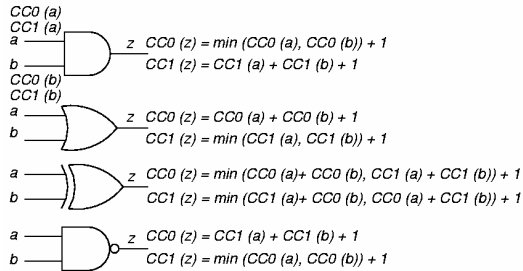 CC0 (a)
CC1 (a)
a
z CC0 (z) = min (CC0 (a), CC0 (b)) + 1
b
CC1 (z) = CC1 (a) + CC1 (b) + 1
CC0 (b)
CC1 (b)
a
z CC0 (z) = CC0 (a) + CC0 (b) + 1
b
CC1 (z) = min (CC1 (a), CC1 (b)) + 1
a
z CC0 (z) = min (CC0 (a)+ CC0 (b), CC1 (a) + CC1 (b)) + 1
b
CC1 (z) = min (CC1 (a)+ CC0 (b), CC0 (a) + CC1 (b)) + 1
a
z CC0 (z) = CC1 (a) + CC1 (b) + 1
b
CC1 (z) = min (CC0 (a), CC0 (b)) + 1